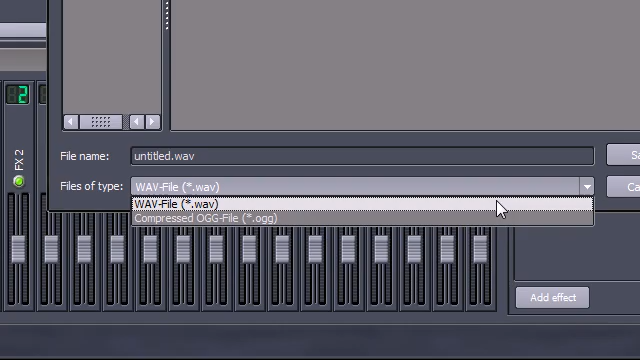 2
FX 2
File name:
untitled.wav
Files of type:
WAV-File (*.wav)
WAV-File (*.wav)
Compressed OGG-File (*.ogg)
Add effect